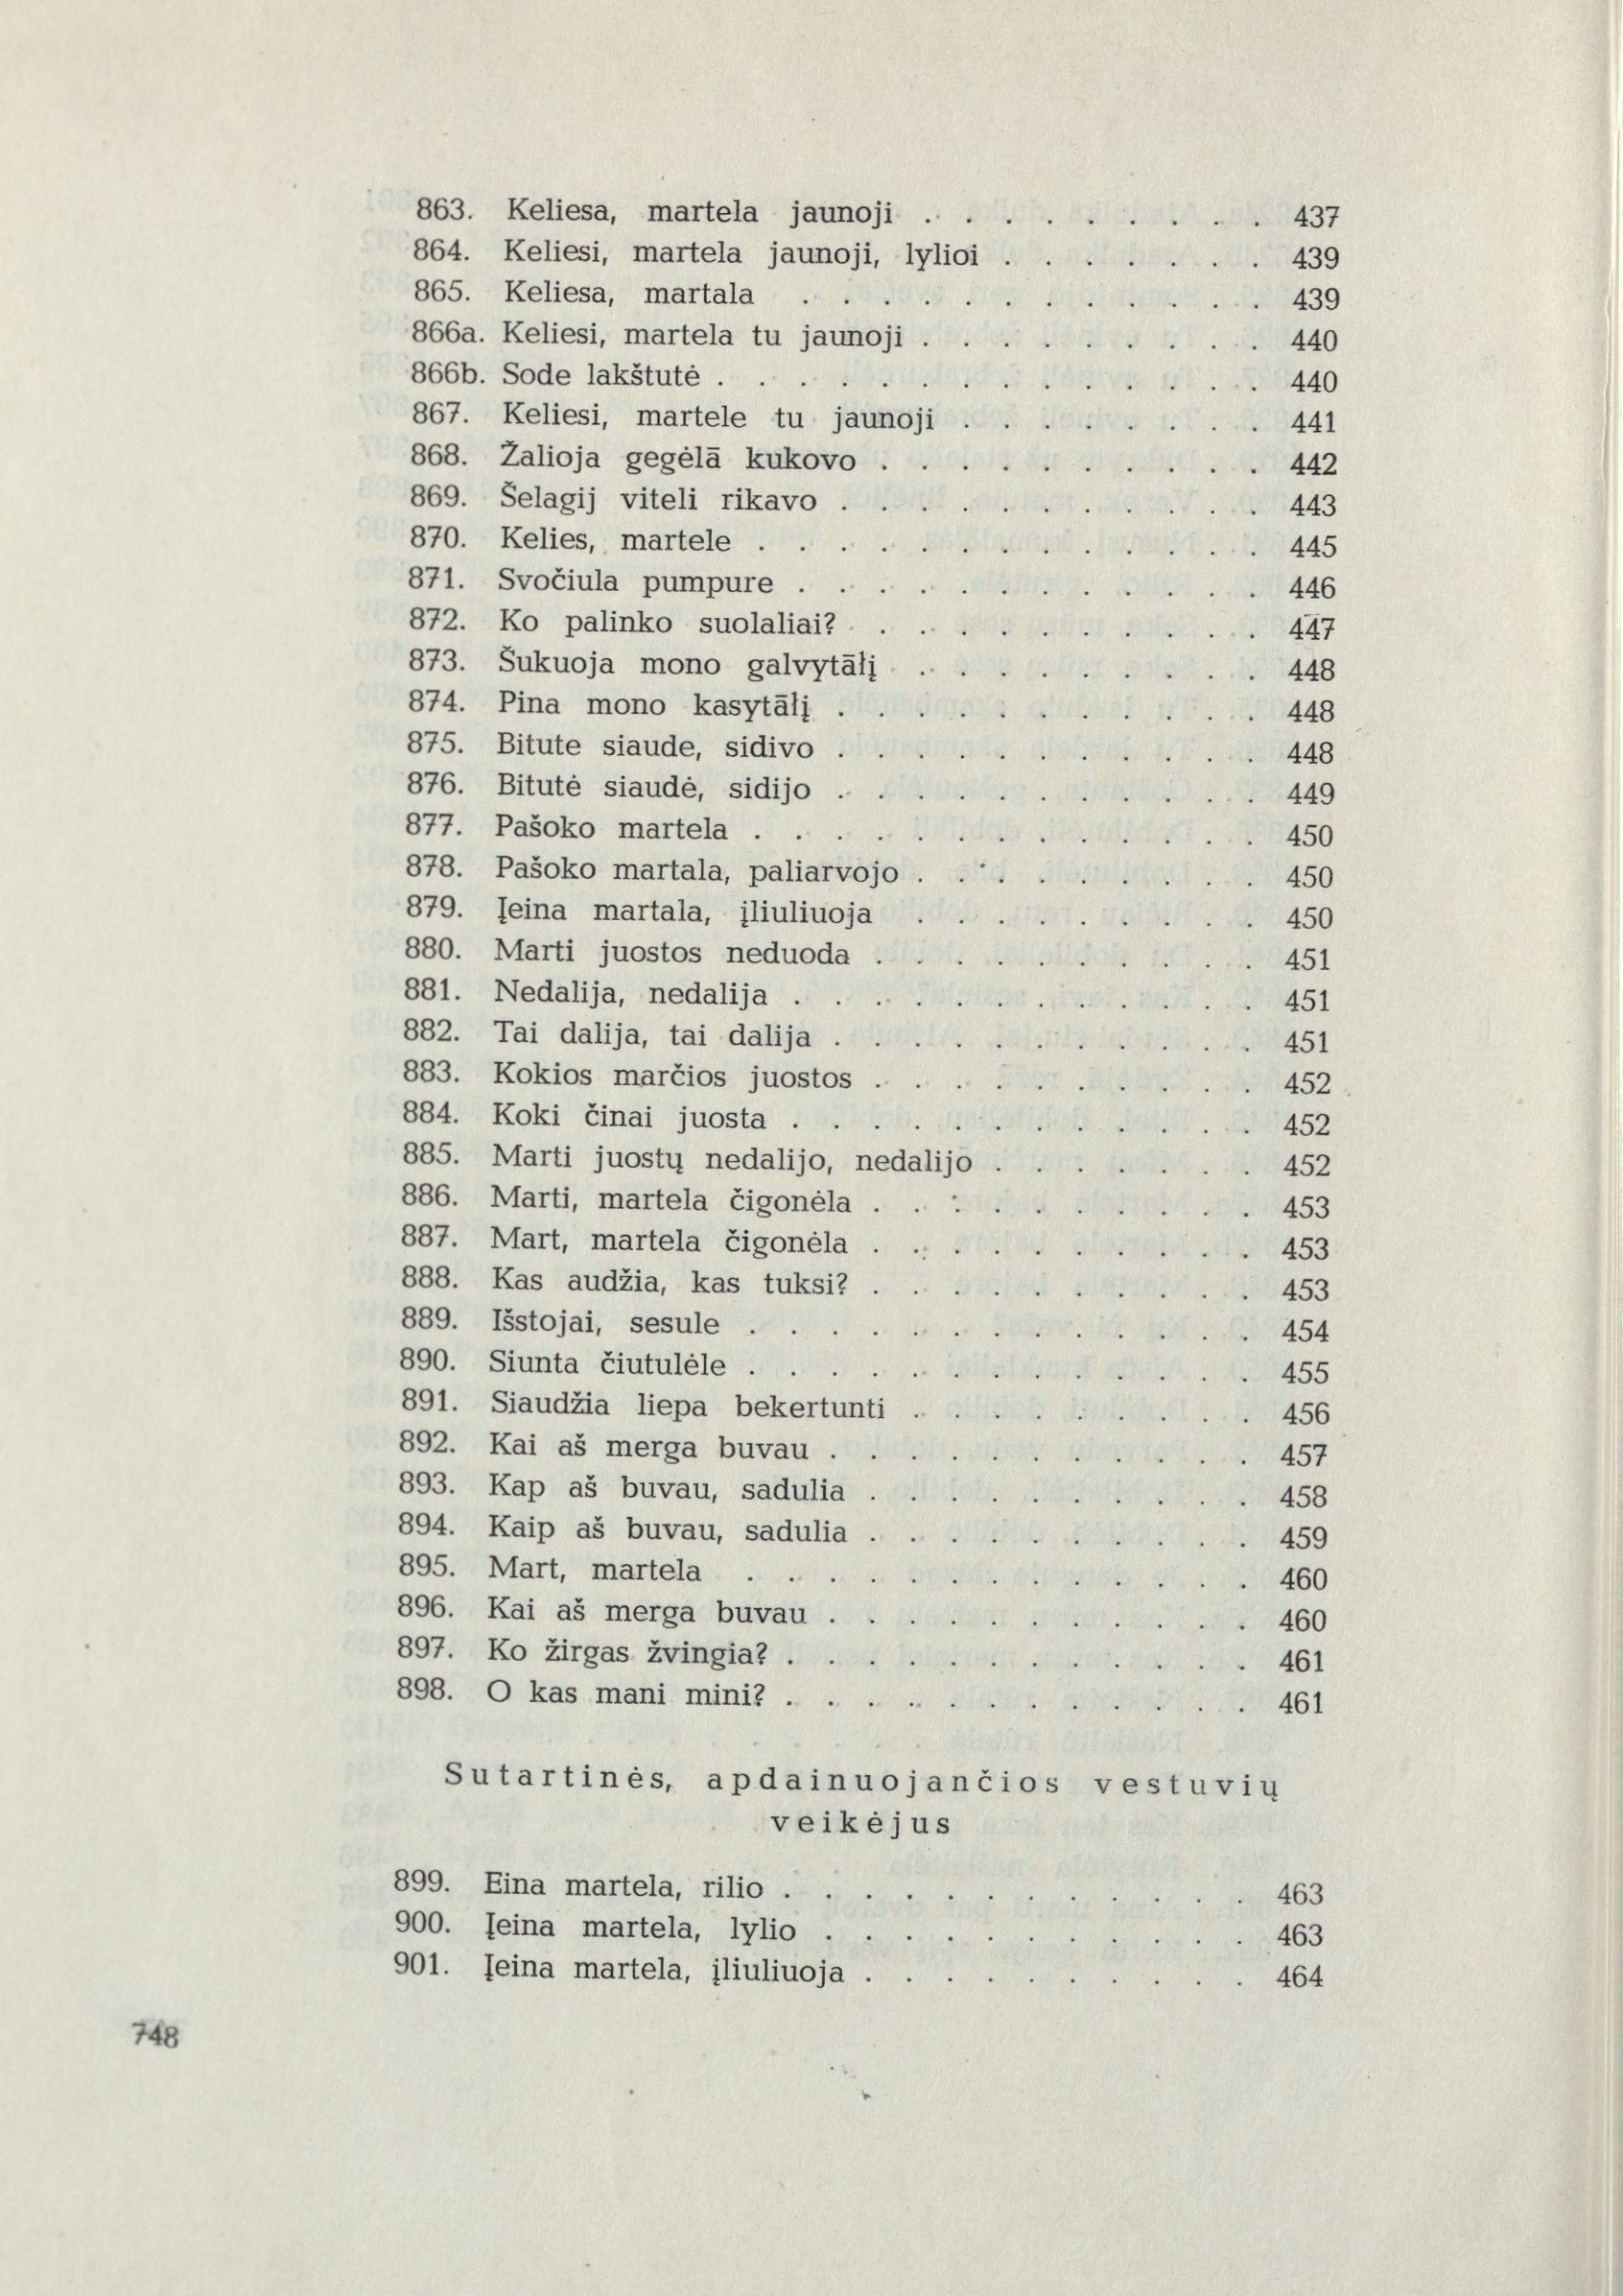 863. Keliesa, martela jaunoji . . . . . . . . . 437
864. Keliesi, martela jaunoji, lylioi . . . . . . . 439
865. Keliesa, martala . . . . . . . . . . . . 439
866a. Keliesi, martela tu jaunoji . . . . . . . . . 440
866b. Sode lakštutė . . . . . . . . . . . . . . 440
867. Keliesi, martele tu jaunoji . . . . . . . . 441
868. Žalioja gegėlā kukovo . . . . . . . . . . 442
869. Šelagij viteli rikavo . . . . . . . . . . . 443
870. Kelies, martele . . . . . . . . . . . . . 445
871. Svočiula pumpure . . . . . . . . . . . . 446
872. Ko palinko suolaliai? . . . . . . . . . . . 447
873. Šukuoja mono galvytālį . . . . . . . . . 448
874. Pina mono kasytālį . . . . . . . . . . . 448
875. Bitute siaude, sidivo . . . . . . . . . . . 448
876. Bitutė siaudė, sidijo . . . . . . . . . . . 449
877. Pašoko martela . . . . . . . . . . . . . 450
878. Pašoko martala, paliarvojo . . . . . . . . . 450
879. Įeina martala, įliuliuoja . . . . . . . . . 450
880. Marti juostos neduoda . . . . . . . . . . 451
881. Nedalija, nedalija . . . . . . . . . . . . 451
882. Tai dalija, tai dalija . . . . . . . . . . . 451
883. Kokios marčios juostos . . . . . . . . . . 452
884. Koki činai juosta . . . . . . . . . . . . 452
885. Marti juostų nedalijo, nedalijo . . . . . . . 452
886. Marti, martela čigonėla . . . . . . . . . . 453
887. Mart, martela čigonėla . . . . . . . . . . 453
888. Kas audžia, kas tuksi? . . . . . . . . . . 453
889. Išstojai, sesule . . . . . . . . . . . . . 454
890. Siunta čiutulėle . . . . . . . . . . . . . 455
891. Siaudžia liepa bekertunti . . . . . . . . . 456
892. Kai aš merga buvau . . . . . . . . . . . 457
893. Kap aš buvau, sadulia . . . . . . . . . . 458
894. Kaip aš buvau, sadulia . . . . . . . . . . 459
895. Mart, martela . . . . . . . . . . . . . 460
896. Kai aš merga buvau . . . . . . . . . . . 460
897. Ko žirgas žvingia? . . . . . . . . . . . . 461
898. O kas mani mini? . . . . . . . . . . . . 461
Sutartinės, apdainuojančios vestuvių
veikėjus
899. Eina martela, rilio . . . . . . . . . . . . 463
900. Įeina martela, lylio . . . . . . . . . . . 463
901. Įeina martela, įliuliuoja . . . . . . . . . . 464
748